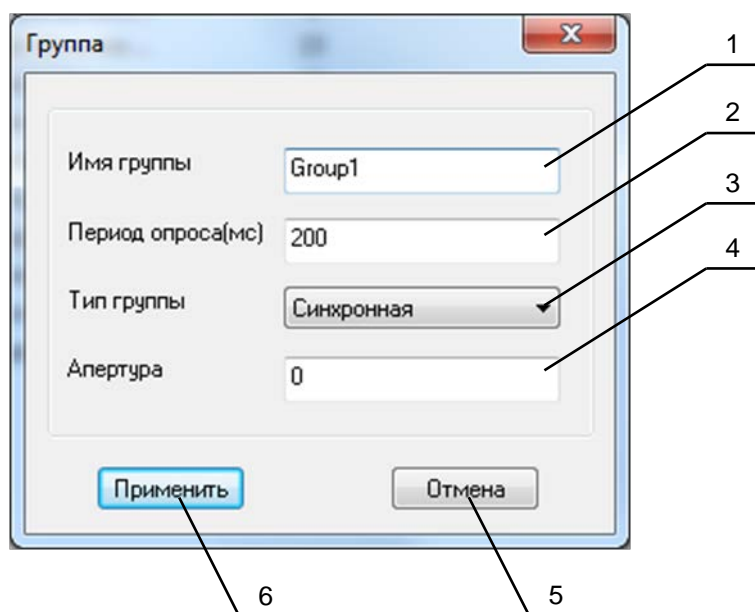 Группа
1
2
Имя группы Group1
3
Период опроса(мс) 200
4
Тип группы Синхронная
Апертура 0
Применить Отмена
6 5